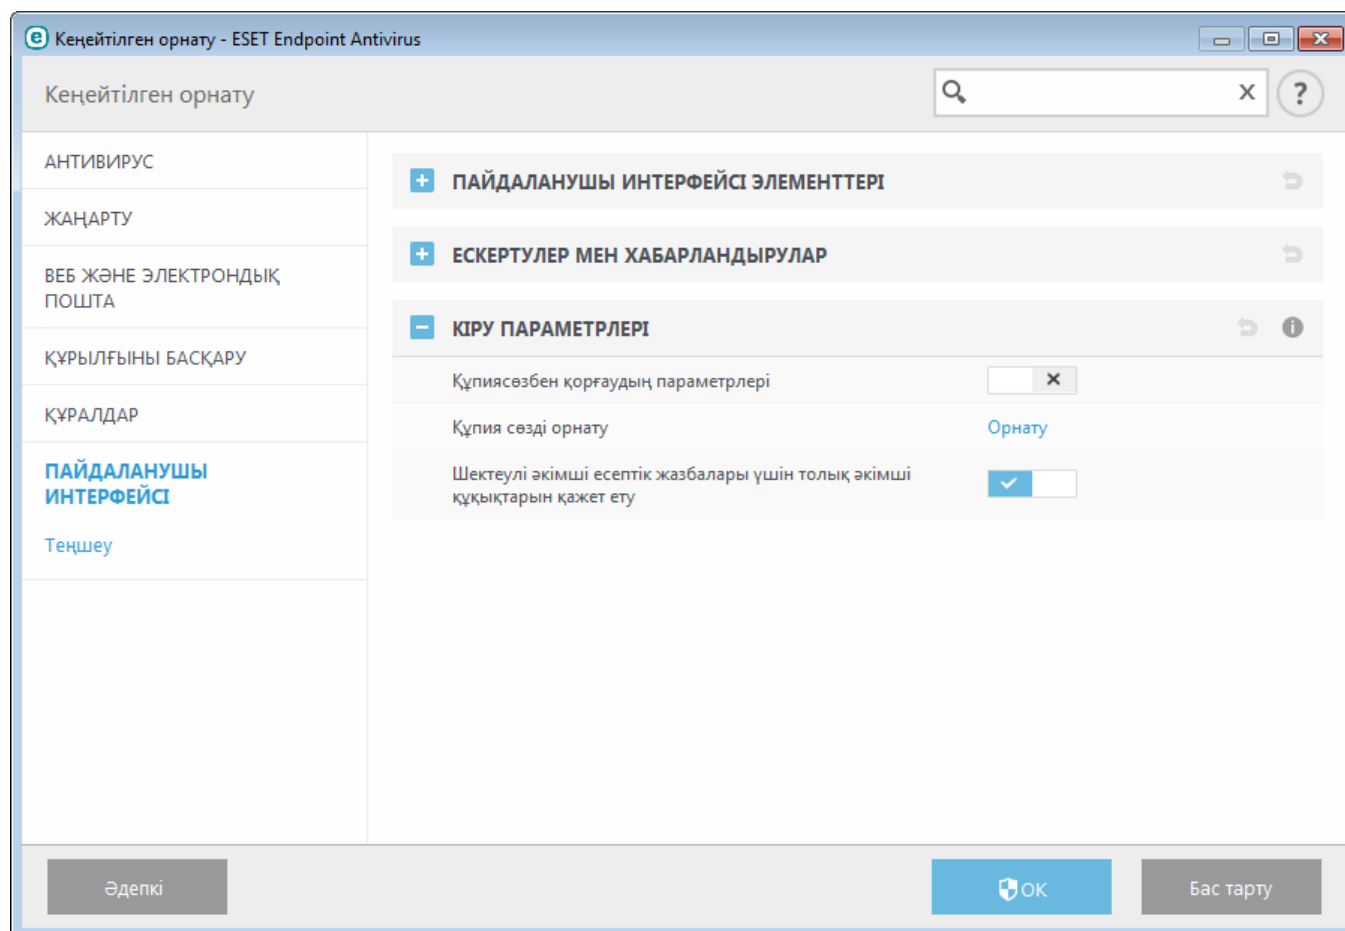 Кеңейтілген орнату - ESET Endpoint Antivirus
Кеңейтілген орнату
АНТИВИРУС
ЖАҢАРТУ
ВЕБ ЖӘНЕ ЭЛЕКТРОНДЫҚ
ПОШТА
ҚҰРЫЛҒЫНЫ БАСҚАРУ
ҚҰРАЛДАР
ПАЙДАЛАНУШЫ
ИНТЕРФЕЙСІ
Теңшеу
ПАЙДАЛАНУШЫ ИНТЕРФЕЙСІ ЭЛЕМЕНТТЕРІ
ЕСКЕРТУЛЕР МЕН ХАБАРЛАНДЫРУЛАР
КІРУ ПАРАМЕТРЛЕРІ
Құпиясөзбен қорғаудың параметрлері
Құпия сөзді орнату
Орнату
Шектеулі әкімші есептік жазбалары үшін толық әкімші
құқықтарын қажет ету
Әдепкі
OK
Бас тарту